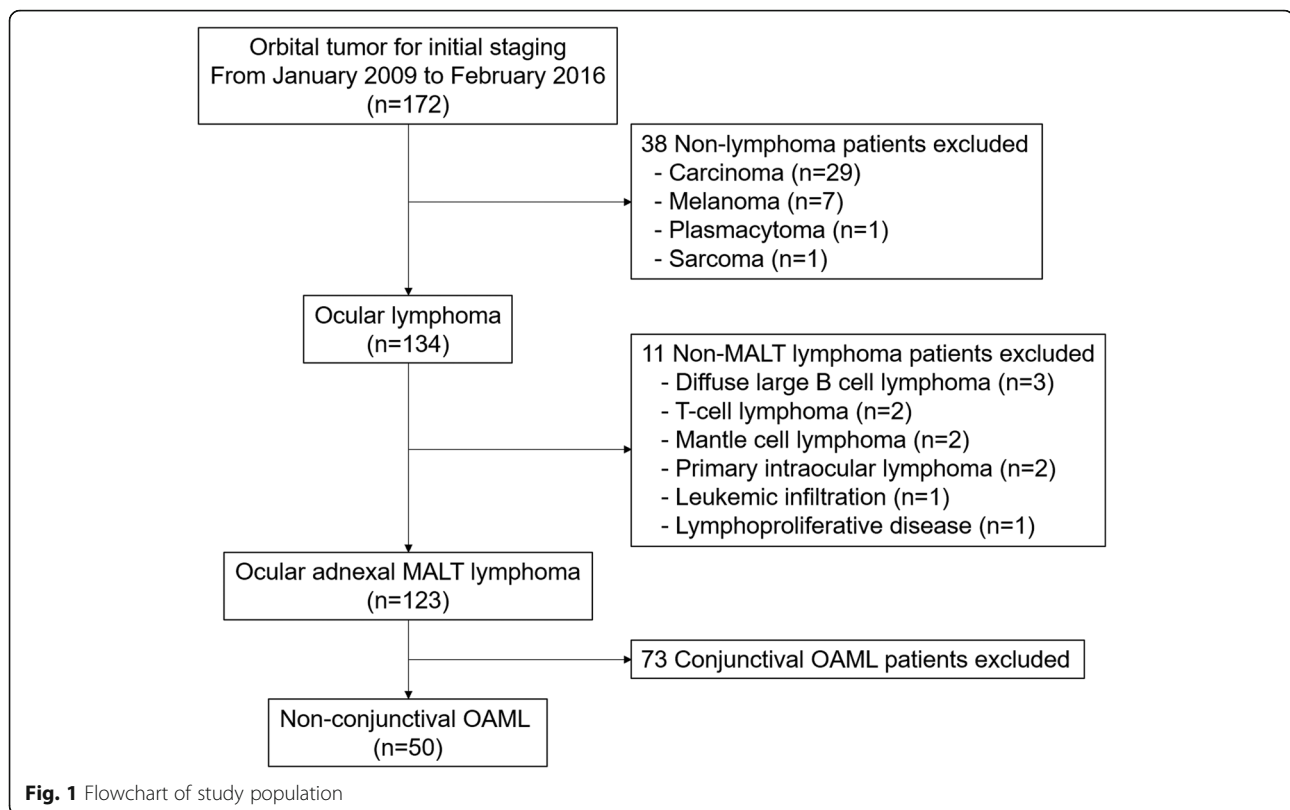 Orbital tumor for initial staging
From January 2009 to February 2016
(n=172)
38 Non-lymphoma patients excluded
- Carcinoma (n=29)
- Melanoma (n=7)
- Plasmacytoma (n=1)
- Sarcoma (n=1)
Ocular lymphoma
(n=134)
11 Non-MALT lymphoma patients excluded
- Diffuse large B cell lymphoma (n=3)
- T-cell lymphoma (n=2)
- Mantle cell lymphoma (n=2)
- Primary intraocular lymphoma (n=2)
- Leukemic infiltration (n=1)
- Lymphoproliferative disease (n=1)
Ocular adnexal MALT lymphoma
(n=123)
73 Conjunctival OAML patients excluded
Non-conjunctival OAML
(n=50)
Fig. 1 Flowchart of study population